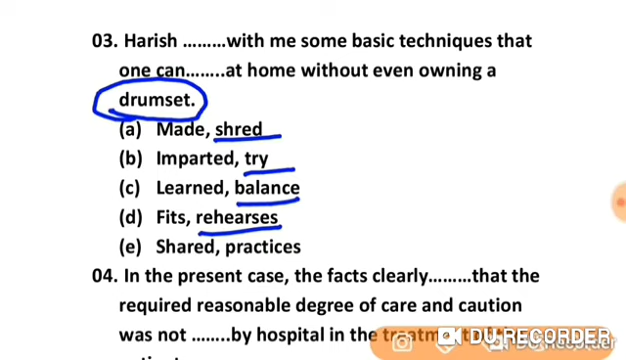 03. Harish ………with me some basic techniques that
one can…….. at home without even owning a
drumset.
(a) Made, shred
(b) Imparted, try
(c) Learned, balance
(d) Fits, rehearses
(e) Shared, practices
04. In the present case, the facts clearly………that the
required reasonable degree of care and caution
was not ……..by hospital in the
DU RECORDER